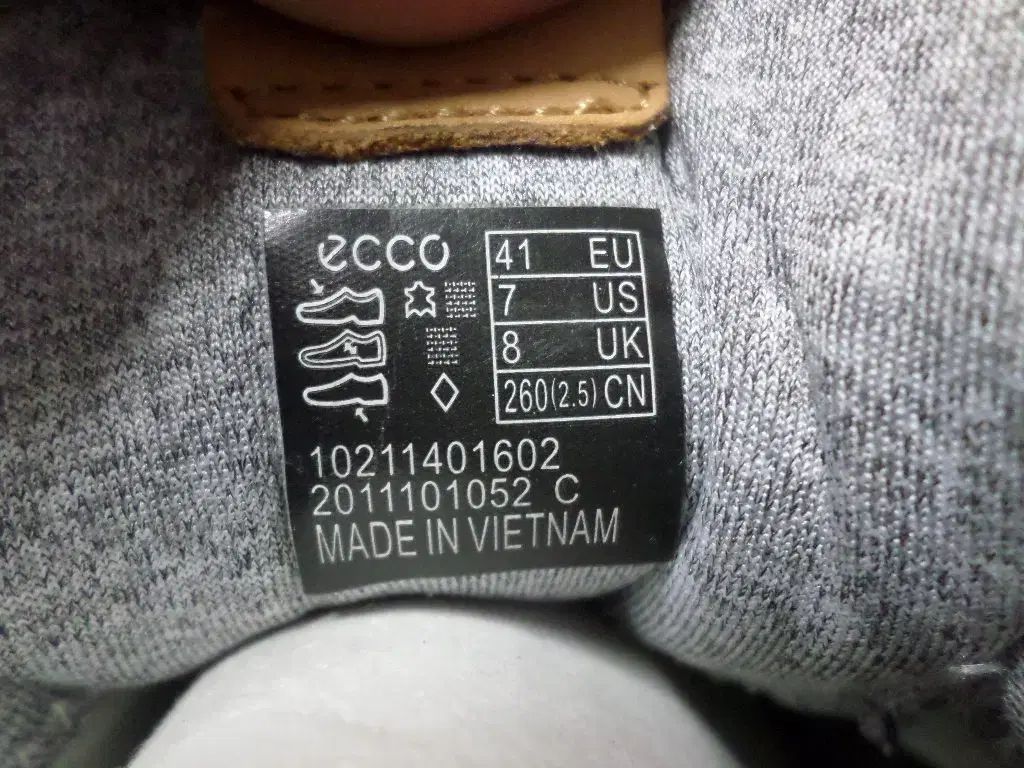 ecco
41 EU
7 US
8 UK
260(2.5) CN
10211401602
2011101052 C
MADE IN VIETNAM